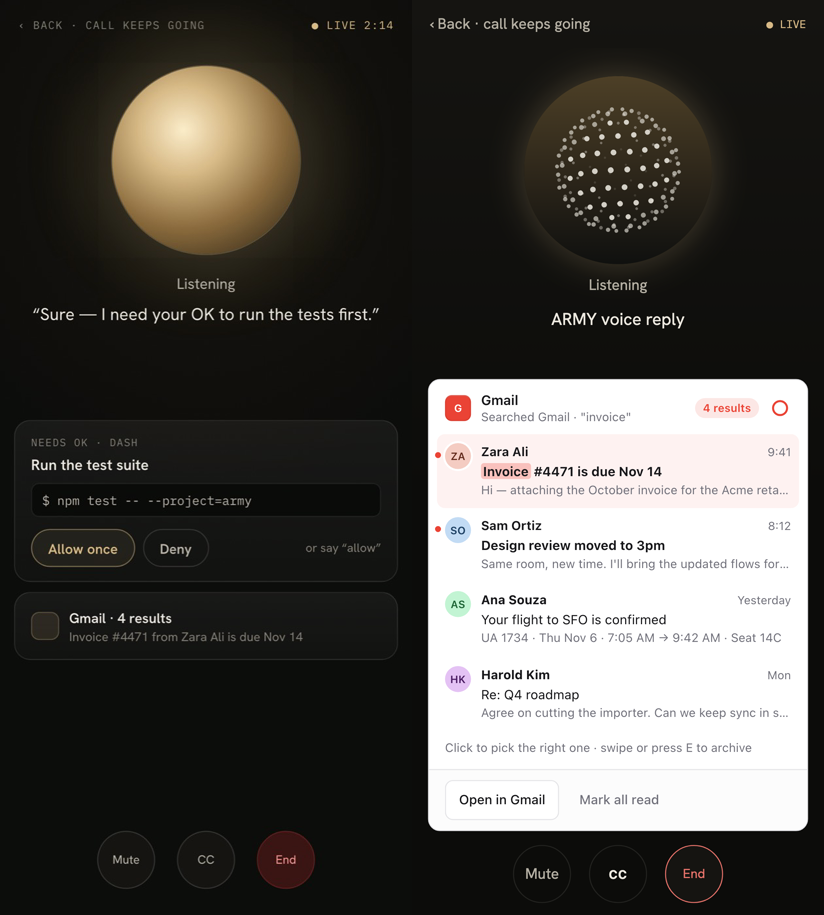 ‹ BACK · CALL KEEPS GOING
LIVE 2:14
Listening
“Sure — I need your OK to run the tests first.”
NEEDS OK · DASH
Run the test suite
$ npm test -- --project=army
Allow once
Deny
or say “allow”
Gmail · 4 results
Invoice #4471 from Zara Ali is due Nov 14
Mute
CC
End
‹ Back · call keeps going
LIVE
Listening
ARMY voice reply
G
Gmail
Searched Gmail · "invoice"
4 results
ZA
Zara Ali
9:41
Invoice #4471 is due Nov 14
Hi — attaching the October invoice for the Acme reta...
SO
Sam Ortiz
8:12
Design review moved to 3pm
Same room, new time. I'll bring the updated flows for...
AS
Ana Souza
Yesterday
Your flight to SFO is confirmed
UA 1734 · Thu Nov 6 · 7:05 AM → 9:42 AM · Seat 14C
HK
Harold Kim
Mon
Re: Q4 roadmap
Agree on cutting the importer. Can we keep sync in s...
Click to pick the right one · swipe or press E to archive
Open in Gmail
Mark all read
Mute
CC
End